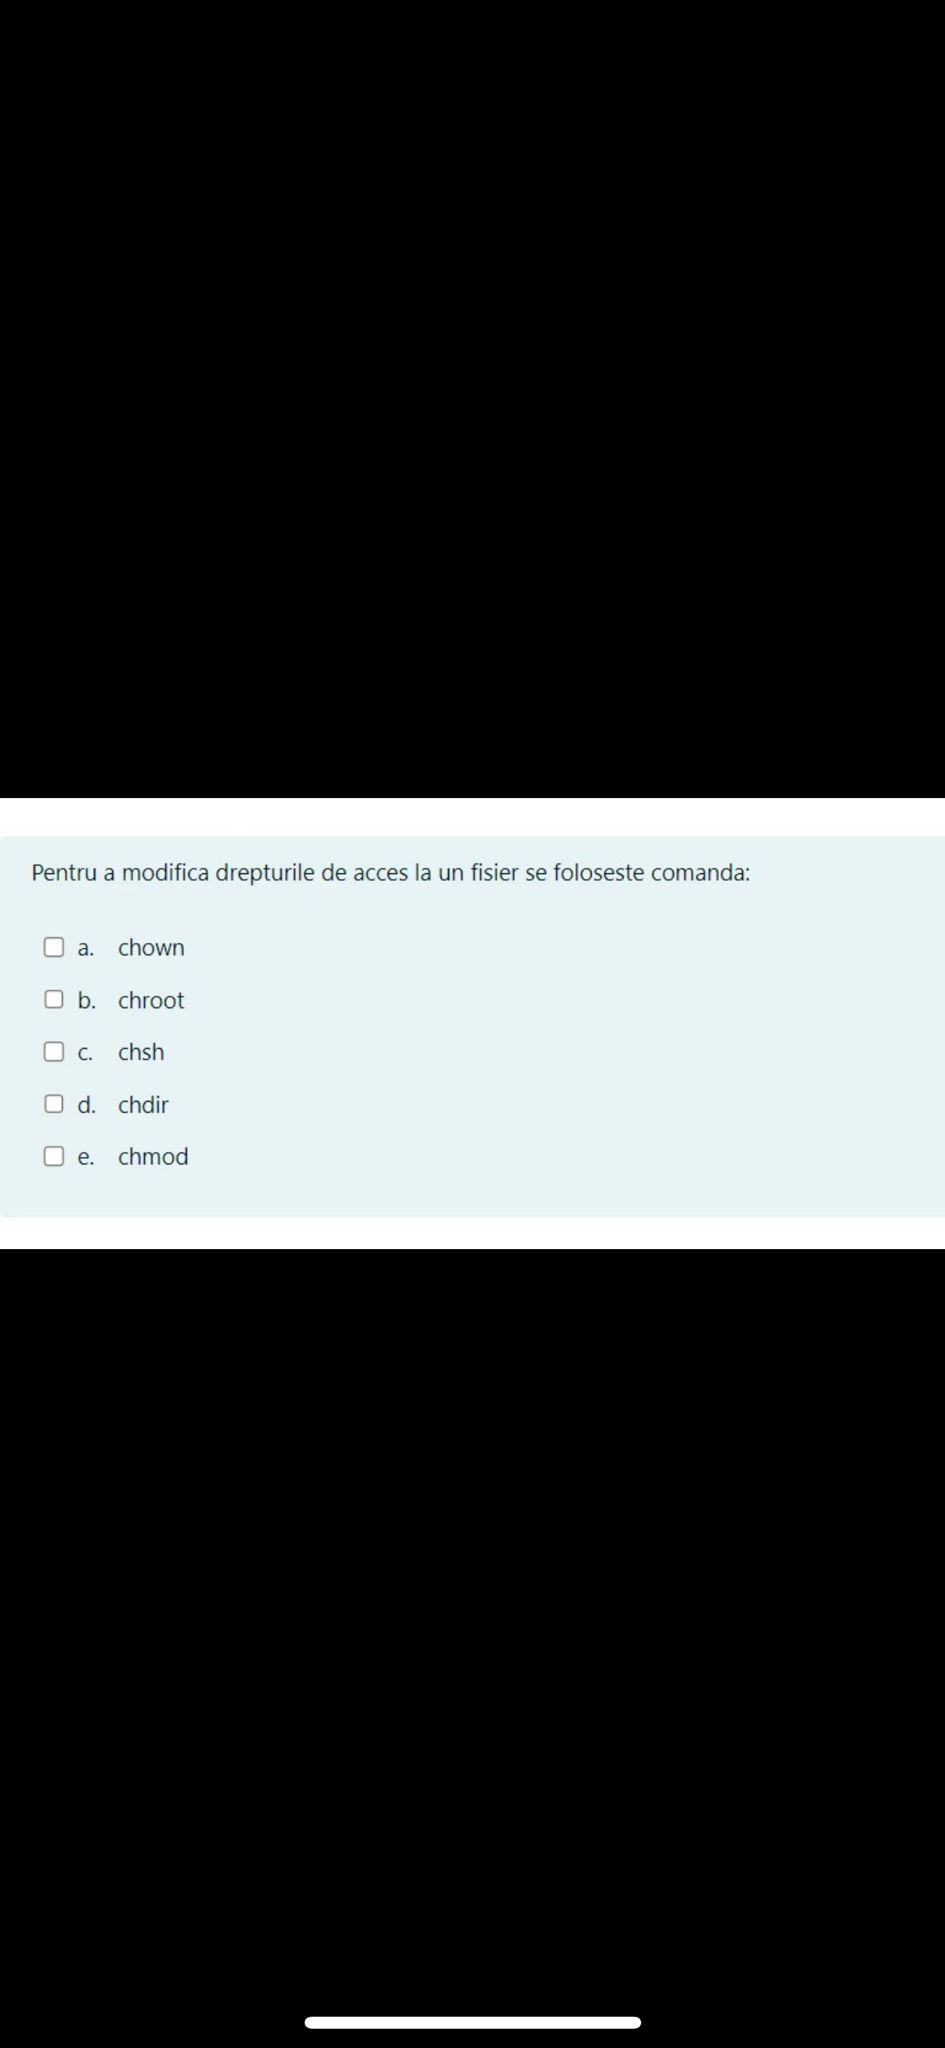 Pentru a modifica drepturile de acces la un fisier se foloseste comanda:
a. chown
b. chroot
c. chsh
d. chdir
e. chmod